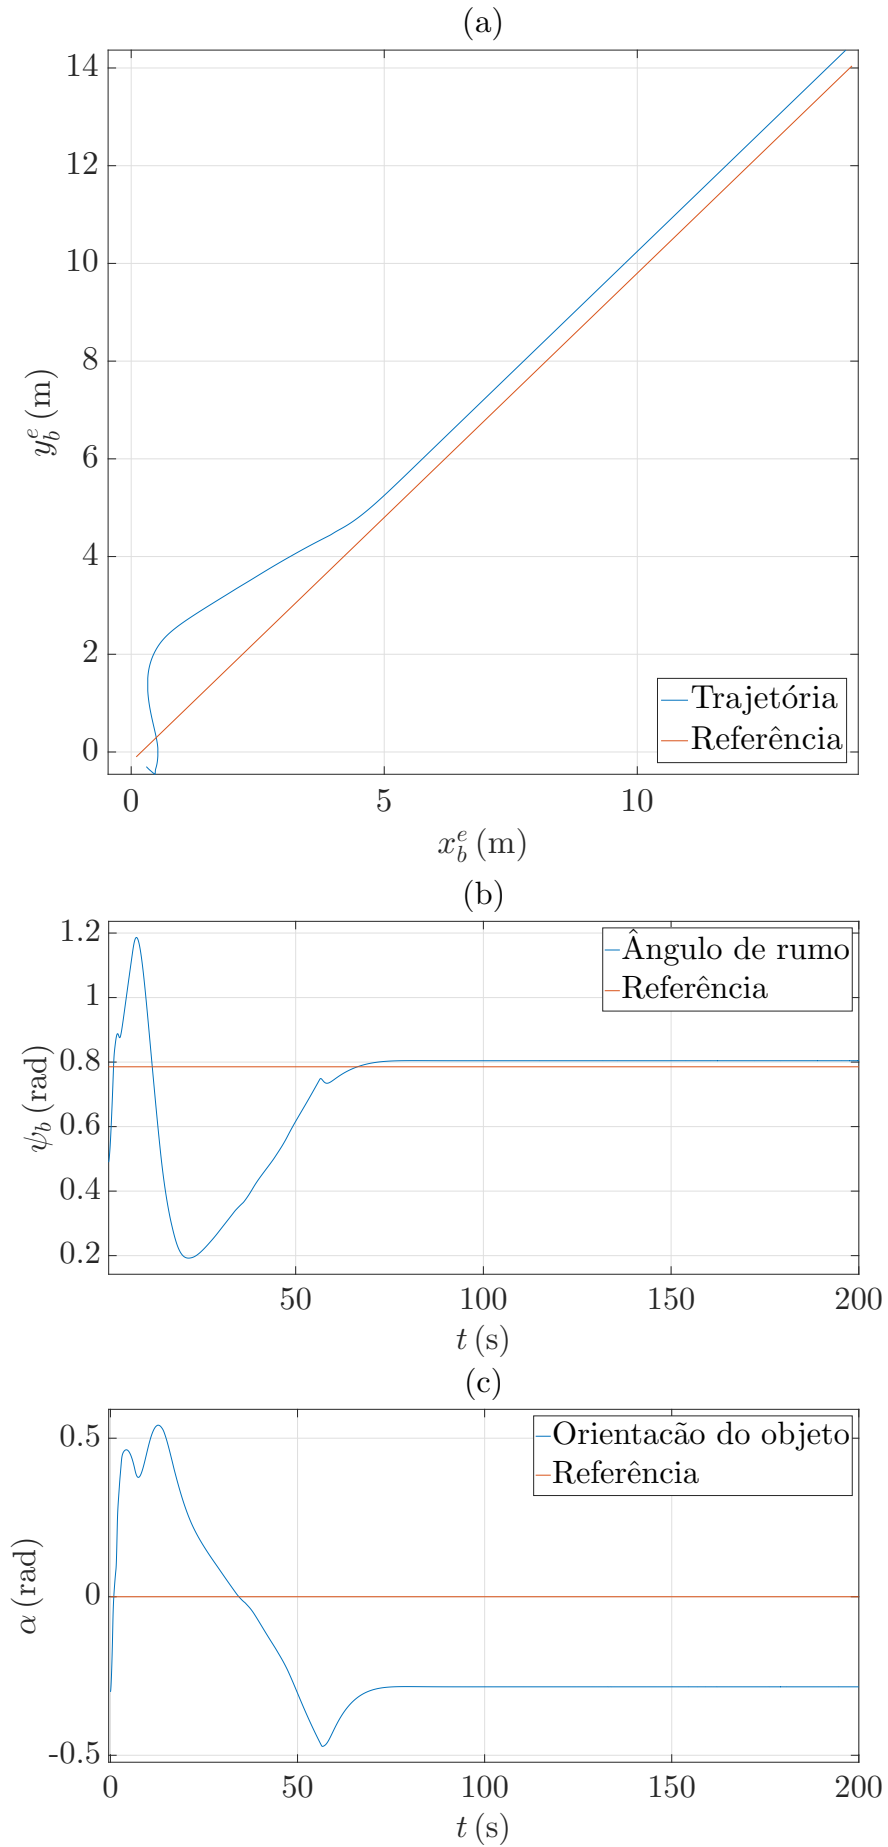 (a)
14
12
10
8
6
4
2
0
y_b^e (m)
Trajetória
Referência
0 5 10
x_b^e (m)
(b)
1.2
1
0.8
0.6
0.4
0.2
ψ_b (rad)
Ângulo de rumo
Referência
50 100 150 200
t (s)
(c)
0.5
0
-0.5
α (rad)
Orientacão do objeto
Referência
0 50 100 150 200
t (s)